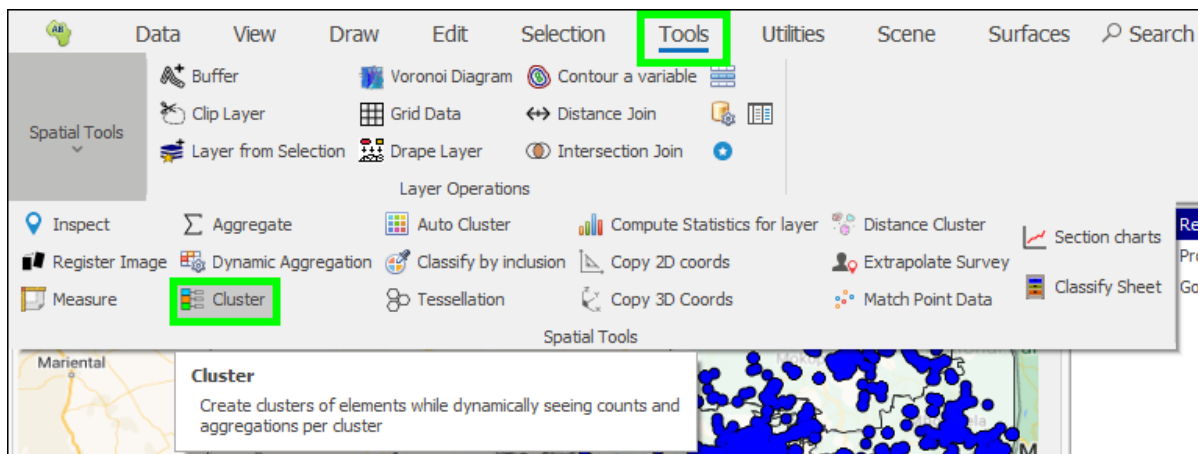 AB
Data View Draw Edit Selection Tools Utilities Scene Surfaces Search
Buffer Voronoi Diagram Contour a variable
Clip Layer Grid Data Distance Join
Spatial Tools
Layer from Selection Drape Layer Intersection Join
Layer Operations
Inspect Aggregate Auto Cluster Compute Statistics for layer Distance Cluster Section charts Re
Register Image Dynamic Aggregation Classify by inclusion Copy 2D coords Extrapolate Survey Pro
Measure Cluster Tessellation Copy 3D Coords Match Point Data Classify Sheet Go
Spatial Tools
Mariental
Cluster
Create clusters of elements while dynamically seeing counts and
aggregations per cluster
M